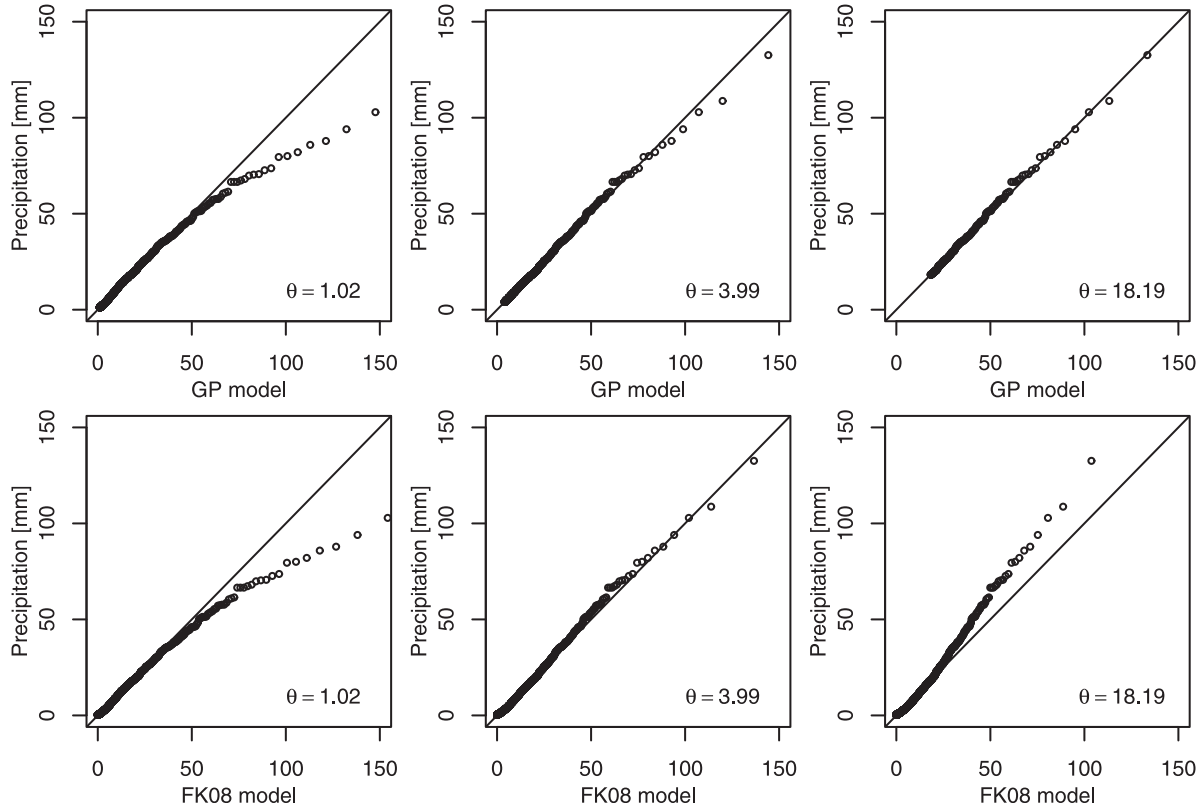 150
100
50
0
Precipitation [mm]
θ = 1.02
0 50 100 150
GP model
150
100
50
0
Precipitation [mm]
θ = 3.99
0 50 100 150
GP model
150
100
50
0
Precipitation [mm]
θ = 18.19
0 50 100 150
GP model
150
100
50
0
Precipitation [mm]
θ = 1.02
0 50 100 150
FK08 model
150
100
50
0
Precipitation [mm]
θ = 3.99
0 50 100 150
FK08 model
150
100
50
0
Precipitation [mm]
θ = 18.19
0 50 100 150
FK08 model